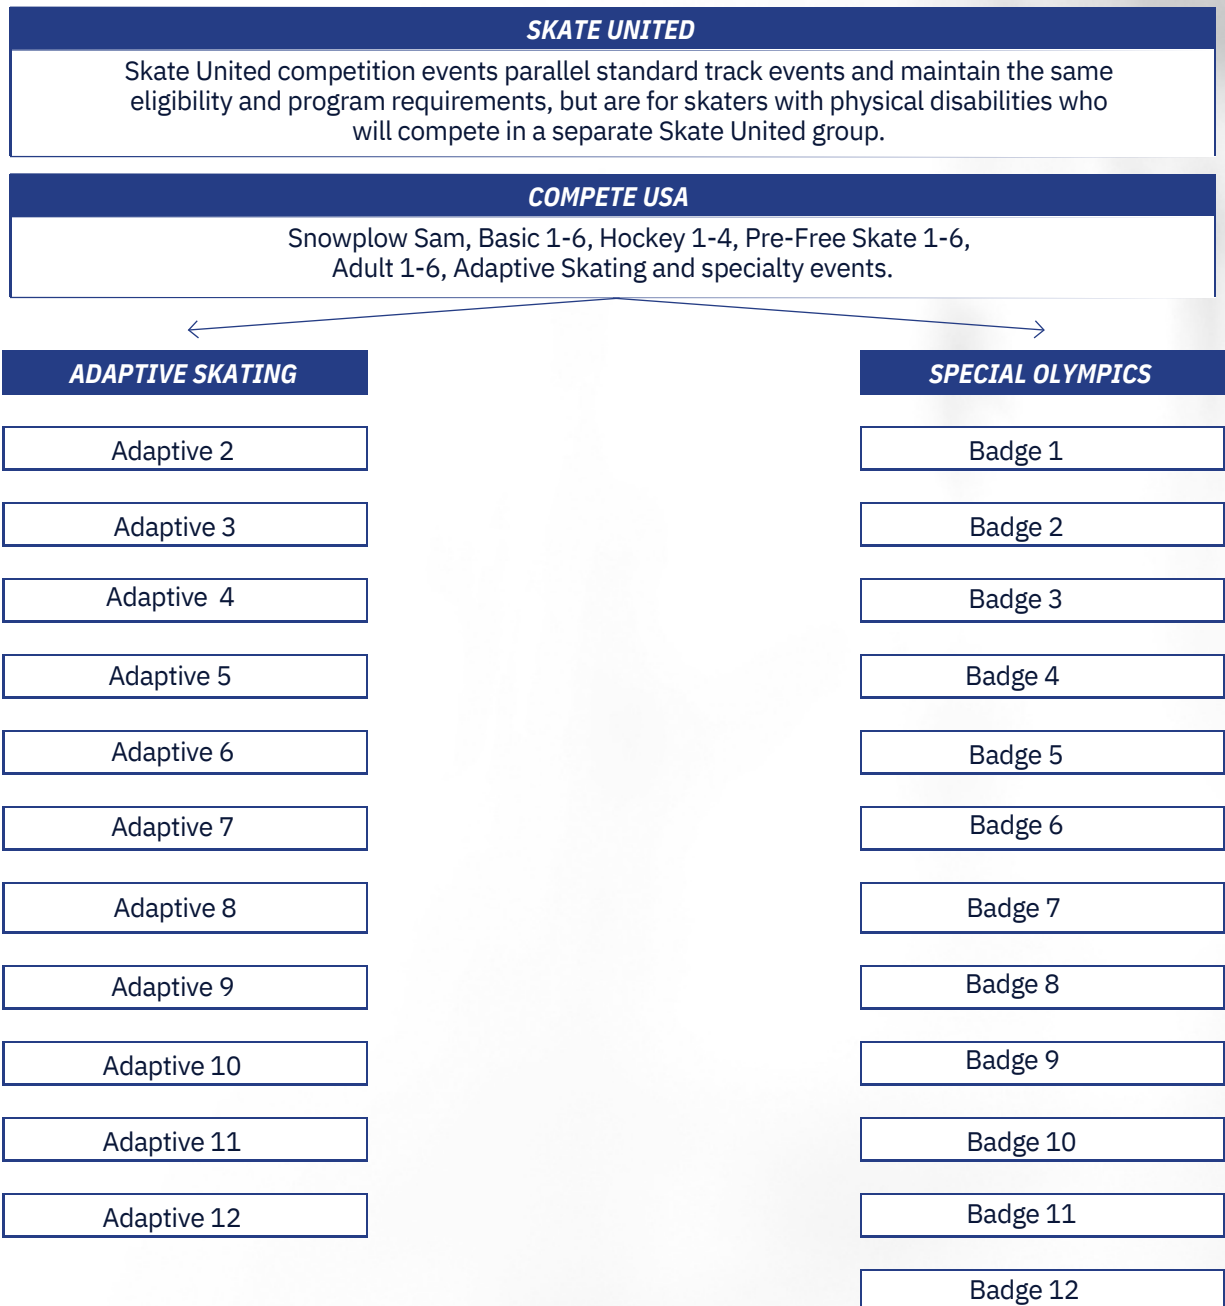 SKATE UNITED
Skate United competition events parallel standard track events and maintain the same
eligibility and program requirements, but are for skaters with physical disabilities who
will compete in a separate Skate United group.
COMPETE USA
Snowplow Sam, Basic 1-6, Hockey 1-4, Pre-Free Skate 1-6,
Adult 1-6, Adaptive Skating and specialty events.
ADAPTIVE SKATING
Adaptive 2
Adaptive 3
Adaptive 4
Adaptive 5
Adaptive 6
Adaptive 7
Adaptive 8
Adaptive 9
Adaptive 10
Adaptive 11
Adaptive 12
SPECIAL OLYMPICS
Badge 1
Badge 2
Badge 3
Badge 4
Badge 5
Badge 6
Badge 7
Badge 8
Badge 9
Badge 10
Badge 11
Badge 12